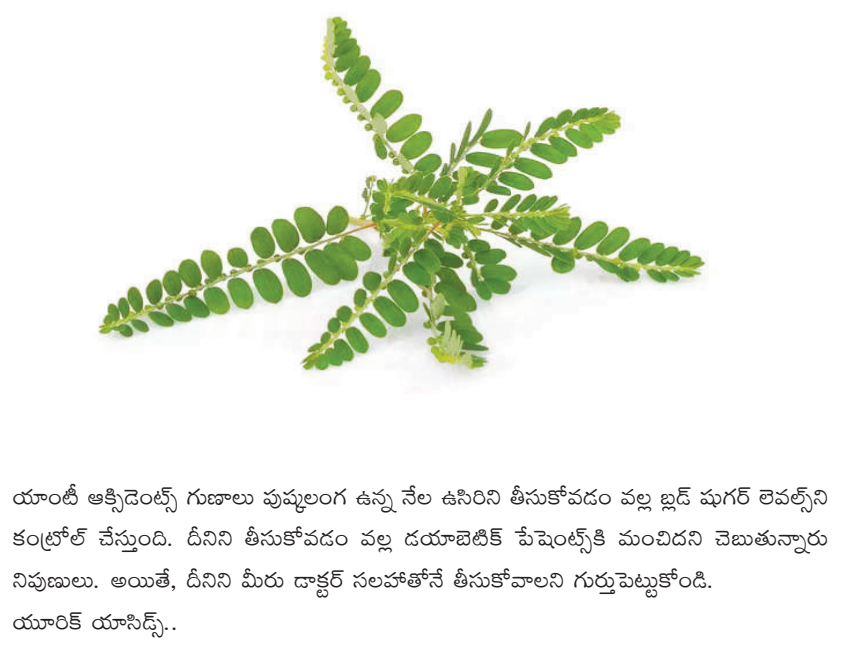 యాంటీ ఆక్సిడెంట్స్ గుణాలు పుష్కలంగ ఉన్న నేల ఉసిరిని తీసుకోవడం వల్ల బ్లడ్ షుగర్ లెవల్స్‌ని
కంట్రోల్ చేస్తుంది. దీనిని తీసుకోవడం వల్ల డయాబెటిక్ పేషెంట్స్‌కి మంచిదని చెబుతున్నారు
నిపుణులు. అయితే, దీనిని మీరు డాక్టర్ సలహాతోనే తీసుకోవాలని గుర్తుపెట్టుకోండి.
యూరిక్ యాసిడ్స్..